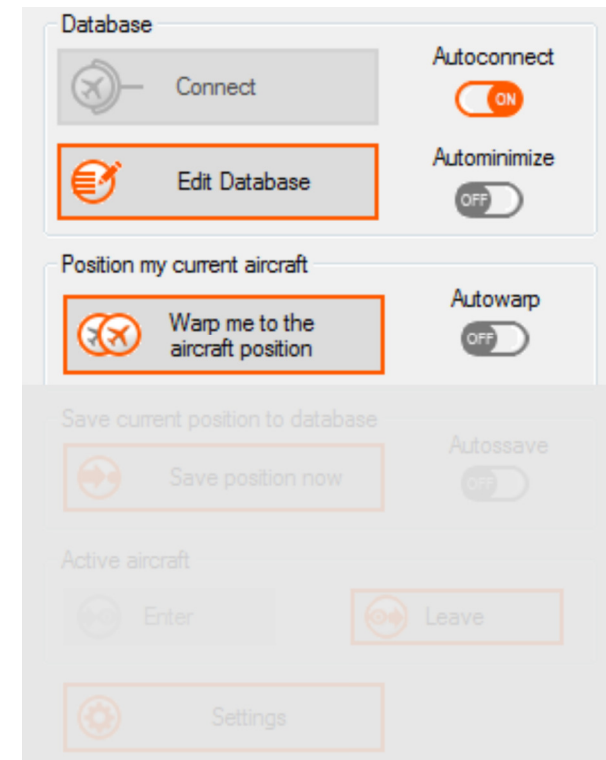 Database
Connect
Autoconnect
ON
Edit Database
Autominimize
OFF
Position my current aircraft
Warp me to the
aircraft position
Autowarp
OFF
Save current position to database
Save position now
Autossave
OFF
Active aircraft
Enter
Leave
Settings